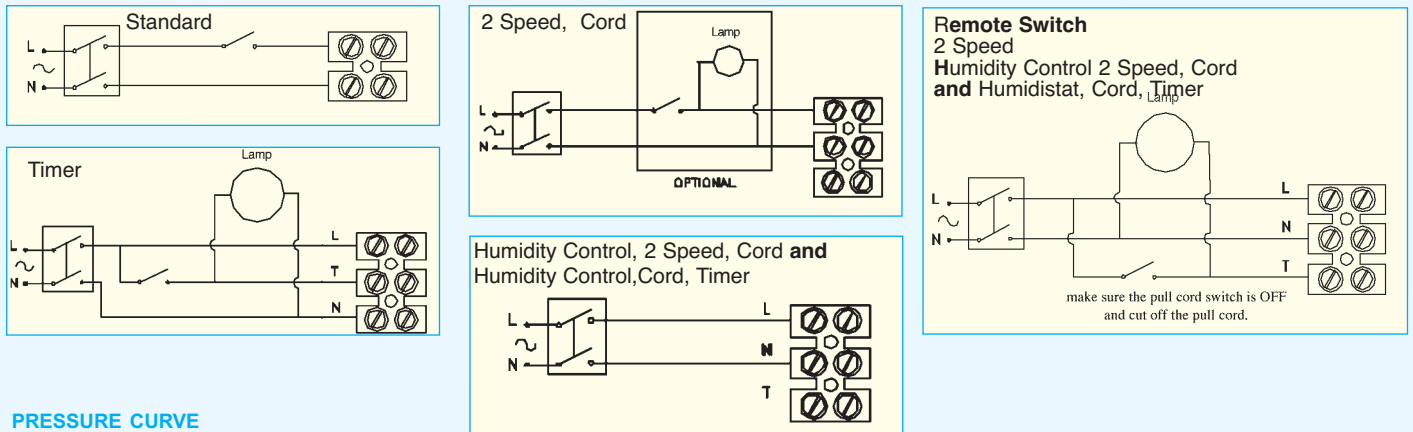 Standard
L
N
Timer
Lamp
L
L
T
N
N
2 Speed, Cord
Lamp
L
N
OPTIONAL
Humidity Control, 2 Speed, Cord and
Humidity Control,Cord, Timer
L
L
N
N
T
Remote Switch
2 Speed
Humidity Control 2 Speed, Cord
and Humidistat, Cord, Timer
Lamp
L
L
N
N
T
make sure the pull cord switch is OFF
and cut off the pull cord.
PRESSURE CURVE